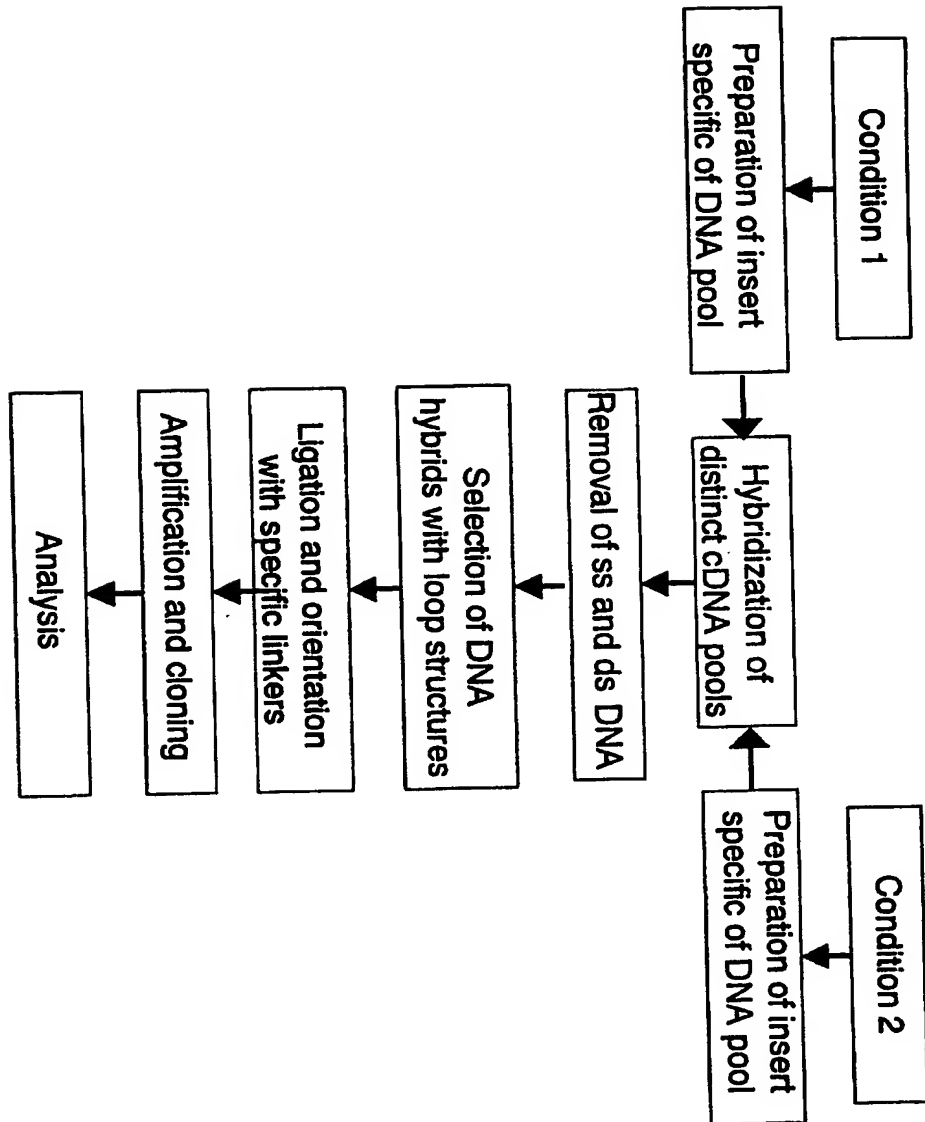 Condition 1
Preparation of insert
specific of DNA pool
Condition 2
Preparation of insert
specific of DNA pool
Hybridization of
distinct cDNA pools
Removal of ss and ds DNA
Selection of DNA
hybrids with loop structures
Ligation and orientation
with specific linkers
Amplification and cloning
Analysis